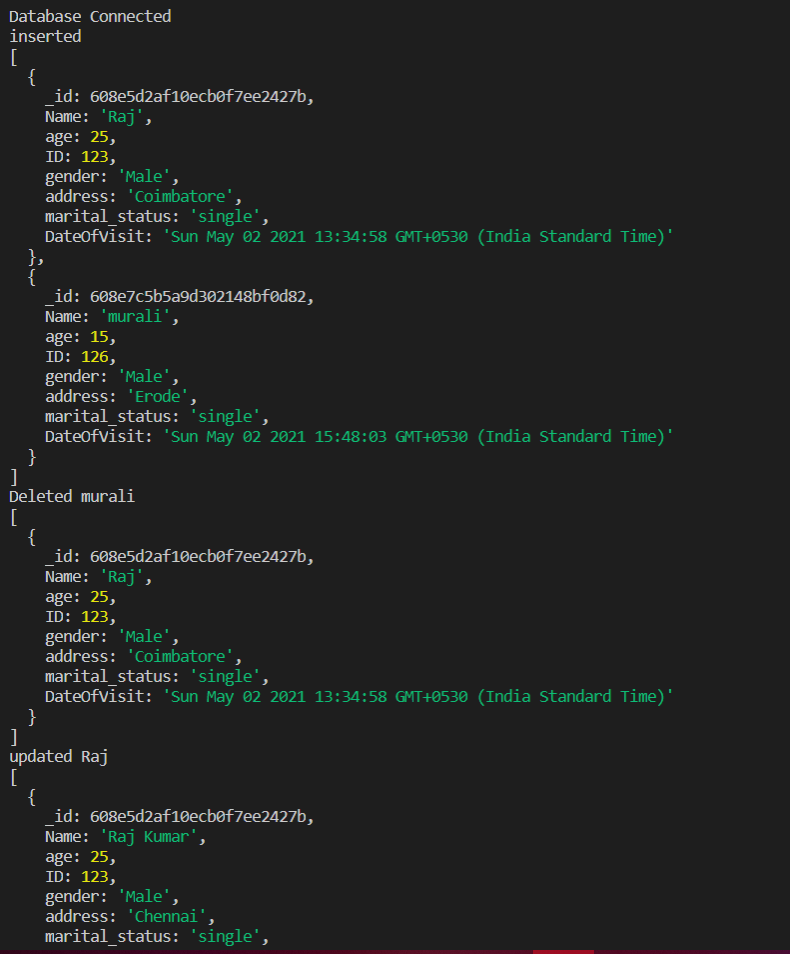 Database Connected
inserted
[
  {
    _id: 608e5d2af10ecb0f7ee2427b,
    Name: 'Raj',
    age: 25,
    ID: 123,
    gender: 'Male',
    address: 'Coimbatore',
    marital_status: 'single',
    DateOfVisit: 'Sun May 02 2021 13:34:58 GMT+0530 (India Standard Time)'
  },
  {
    _id: 608e7c5b5a9d302148bf0d82,
    Name: 'murali',
    age: 15,
    ID: 126,
    gender: 'Male',
    address: 'Erode',
    marital_status: 'single',
    DateOfVisit: 'Sun May 02 2021 15:48:03 GMT+0530 (India Standard Time)'
  }
]
Deleted murali
[
  {
    _id: 608e5d2af10ecb0f7ee2427b,
    Name: 'Raj',
    age: 25,
    ID: 123,
    gender: 'Male',
    address: 'Coimbatore',
    marital_status: 'single',
    DateOfVisit: 'Sun May 02 2021 13:34:58 GMT+0530 (India Standard Time)'
  }
]
updated Raj
[
  {
    _id: 608e5d2af10ecb0f7ee2427b,
    Name: 'Raj Kumar',
    age: 25,
    ID: 123,
    gender: 'Male',
    address: 'Chennai',
    marital_status: 'single',